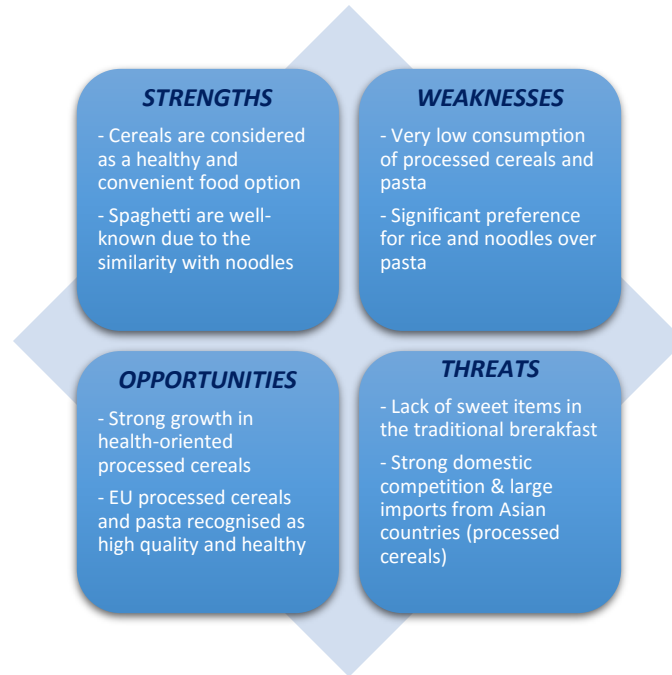 STRENGTHS
- Cereals are considered
as a healthy and
convenient food option
- Spaghetti are well-
known due to the
similarity with noodles
WEAKNESSES
- Very low consumption
of processed cereals and
pasta
- Significant preference
for rice and noodles over
pasta
OPPORTUNITIES
- Strong growth in
health-oriented
processed cereals
- EU processed cereals
and pasta recognised as
high quality and healthy
THREATS
- Lack of sweet items in
the traditional brerakfast
- Strong domestic
competition & large
imports from Asian
countries (processed
cereals)